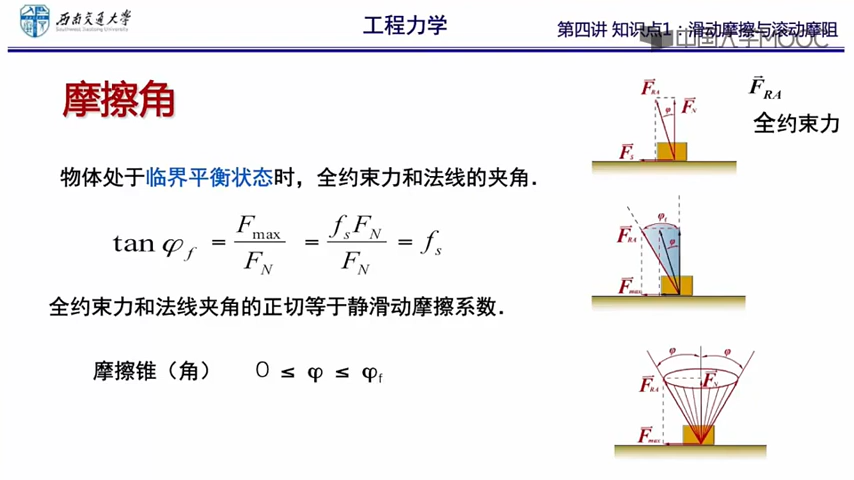 西南交通大学
Southwest Jiaotong University
工程力学
第四讲 知识点1:滑动摩擦与滚动摩阻
中国大学MOOC
摩擦角
物体处于临界平衡状态时，全约束力和法线的夹角.
tan φf = Fmax / FN = fs FN / FN = fs
全约束力和法线夹角的正切等于静滑动摩擦系数.
摩擦锥（角） 0 ≤ φ ≤ φf
FRA
全约束力
FRA
φ
FN
Fs
φf
FRA
φ
Fmax
φ
φ
FRA
FN
Fmax